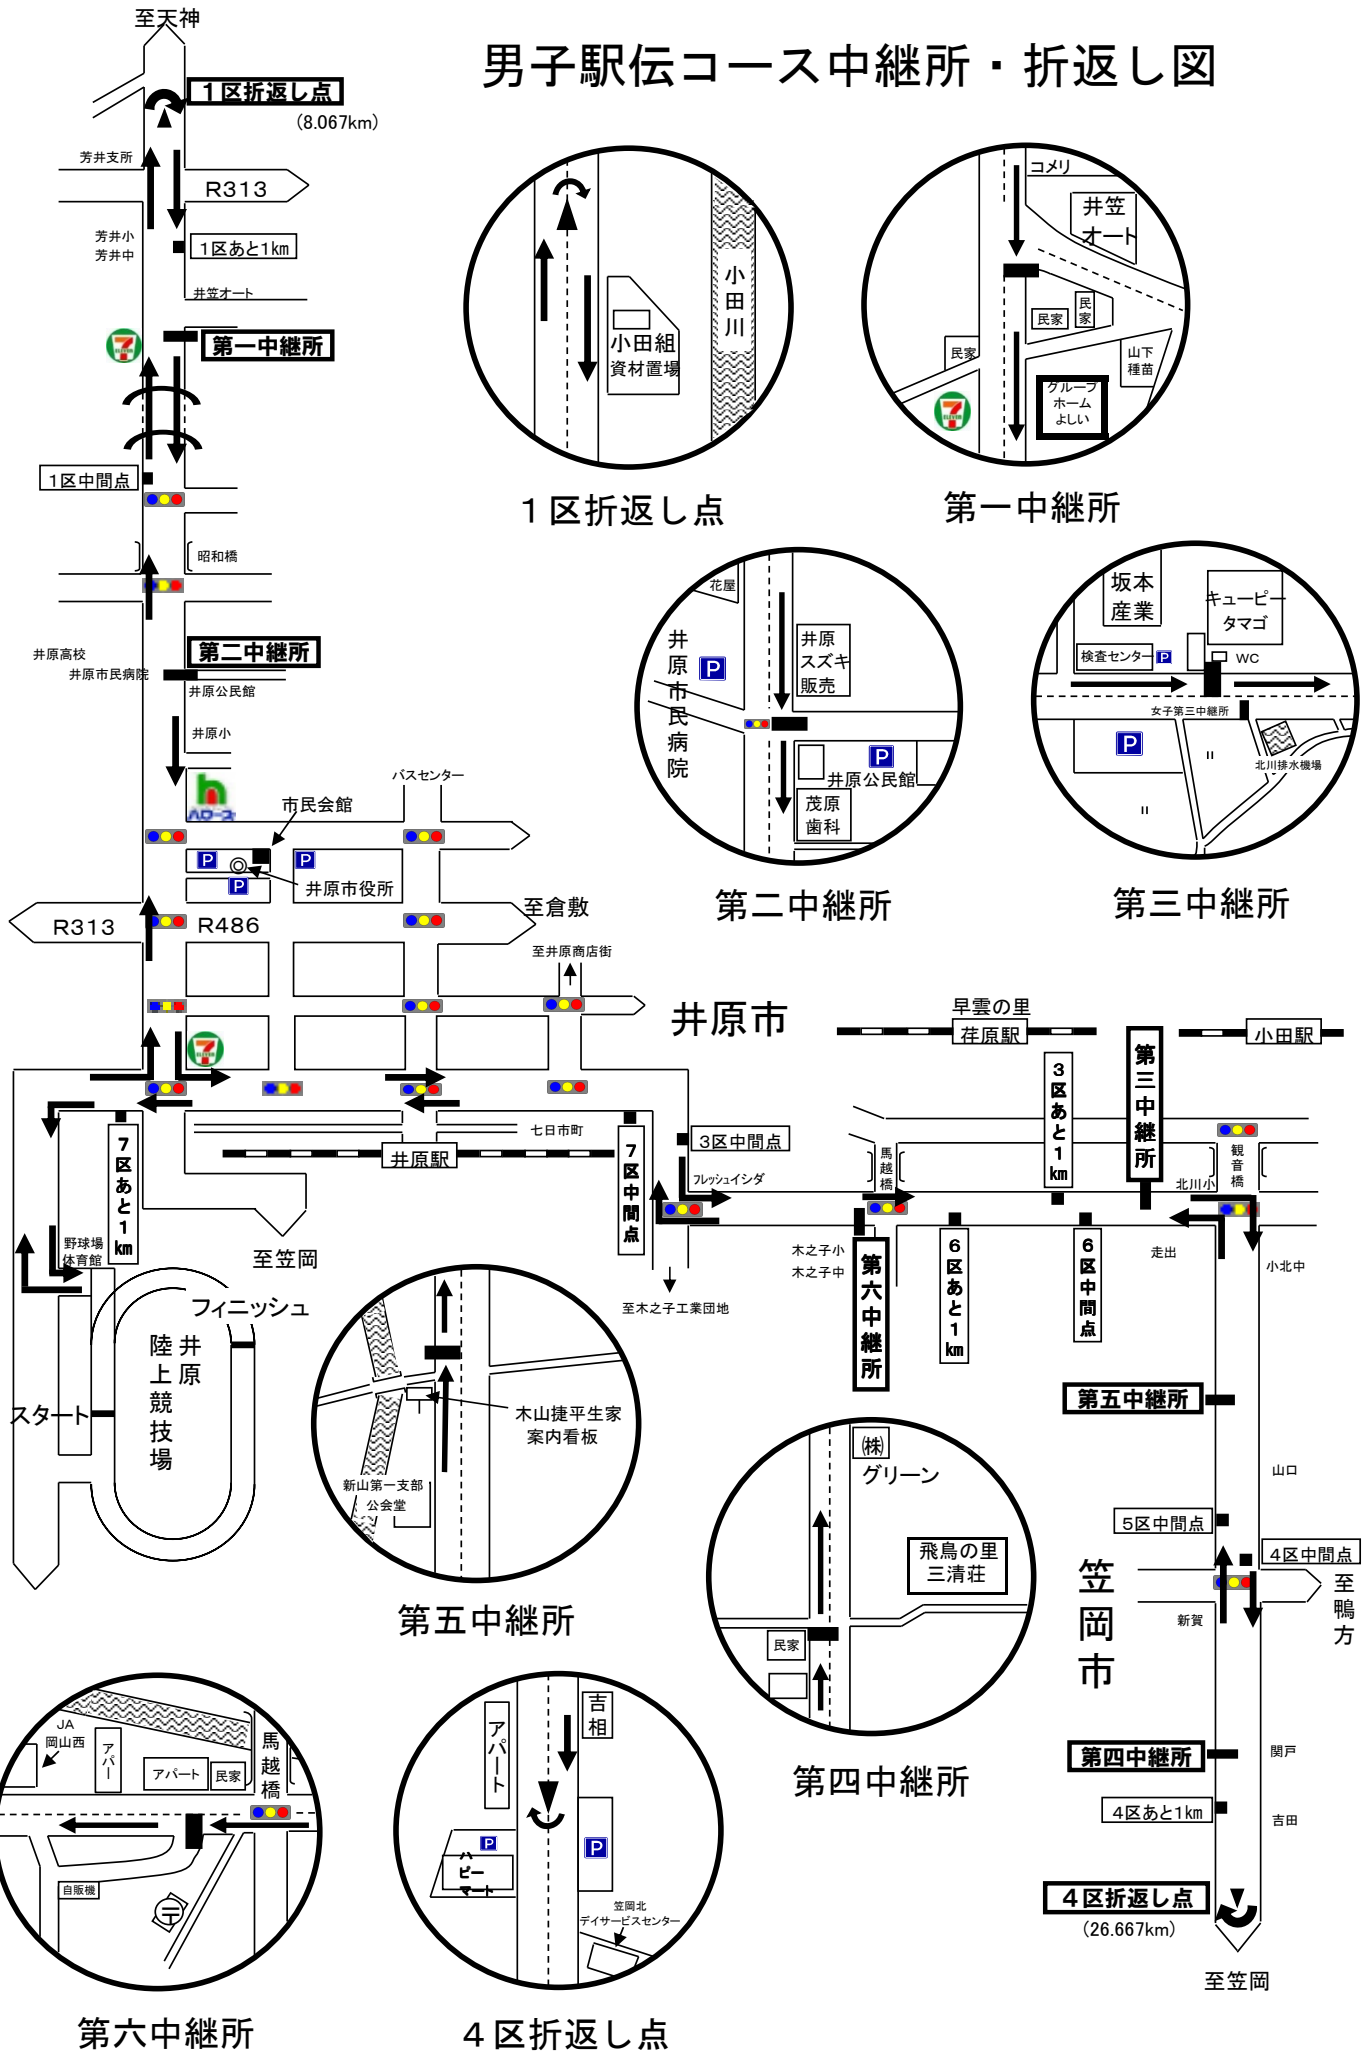 至天神
男子駅伝コース中継所・折返し図
1区折返し点
(8.067km)
芳井支所
R313
芳井小
芳井中
1区あと1km
井笠オート
第一中継所
1区中間点
昭和橋
第二中継所
井原高校
井原市民病院
井原公民館
井原小
ハローズ
バスセンター
市民会館
P
P
P
井原市役所
R313
R486
至倉敷
至井原商店街
七日市町
井原駅
7区あと1km
7区中間点
3区中間点
フレッシュイシダ
至笠岡
野球場
体育館
フィニッシュ
井原
陸上競技場
スタート
至木之子工業団地
小田組
資材置場
小田川
1区折返し点
コメリ
井笠
オート
民家
民家
民家
山下
種苗
グループ
ホーム
よしい
7
ELEVEN
第一中継所
花屋
井原市民病院
P
井原
スズキ
販売
P
井原公民館
茂原
歯科
第二中継所
坂本
産業
キューピー
タマゴ
検査センター
P
WC
女子第三中継所
P
北川排水機場
第三中継所
井原市
早雲の里
荏原駅
小田駅
3区あと1km
第三中継所
馬越橋
北川小
観音橋
木之子小
木之子中
第六中継所
6区あと1km
6区中間点
走出
小北中
第五中継所
山口
5区中間点
4区中間点
至鴨方
新賀
笠岡市
第四中継所
関戸
4区あと1km
吉田
4区折返し点
(26.667km)
至笠岡
木山捷平生家
案内看板
新山第一支部
公会堂
第五中継所
㈱
グリーン
飛鳥の里
三清荘
民家
第四中継所
JA
岡山西
アパー
アパート
民家
馬越橋
自販機
〒
第六中継所
アパート
吉相
P
ハ
ピー
マート
P
笠岡北
デイサービスセンター
4区折返し点